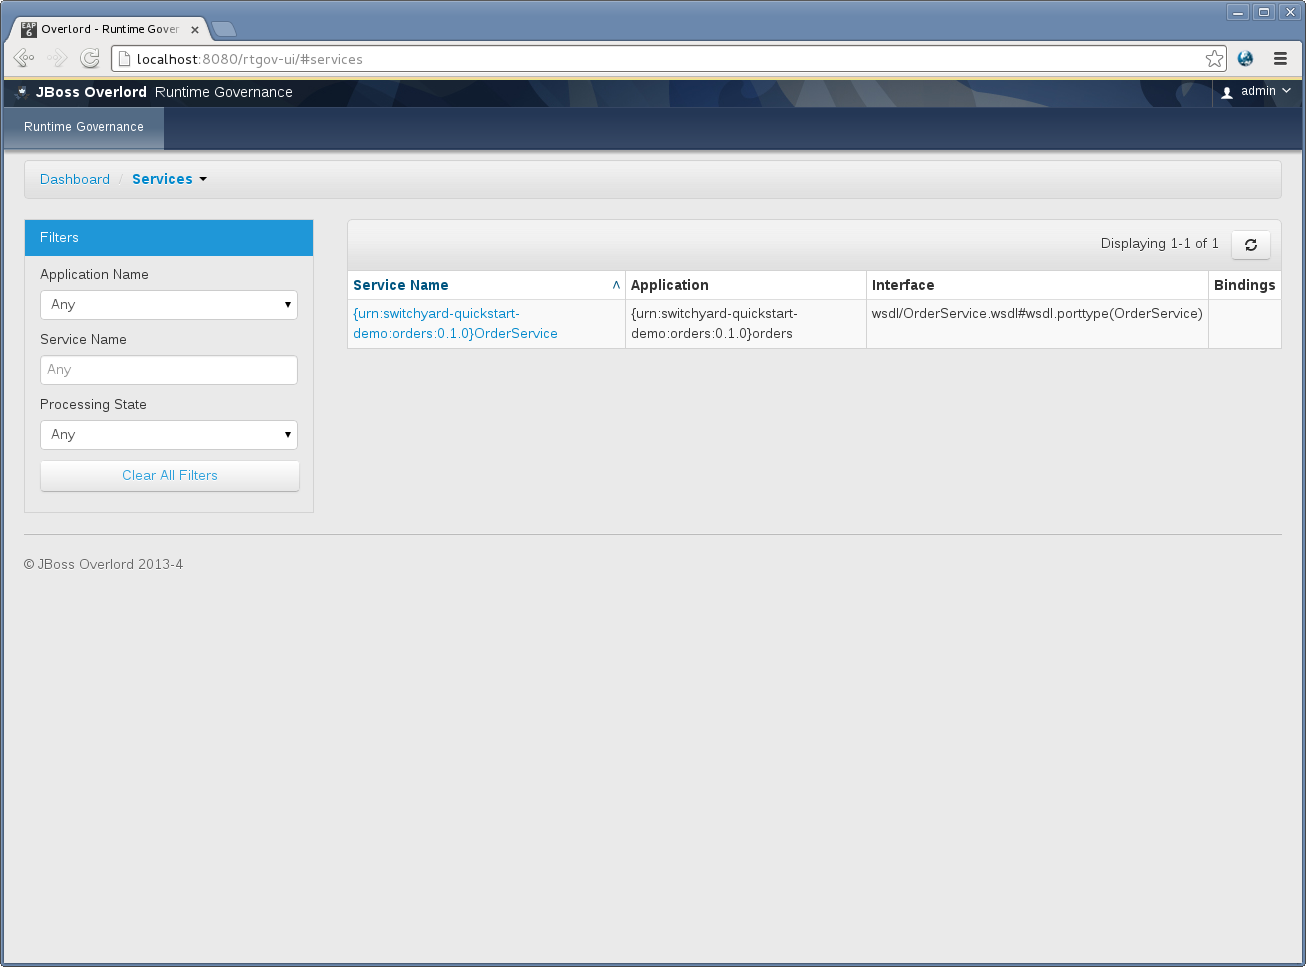 EAP 6 Overlord - Runtime Gover
localhost:8080/rtgov-ui/#services
JBoss Overlord Runtime Governance
admin
Runtime Governance
Dashboard / Services
Filters
Application Name
Any
Service Name
Any
Processing State
Any
Clear All Filters
Displaying 1-1 of 1
Service Name Application Interface Bindings
{urn:switchyard-quickstart- {urn:switchyard-quickstart- wsdl/OrderService.wsdl#wsdl.porttype(OrderService)
demo:orders:0.1.0}OrderService demo:orders:0.1.0}orders
© JBoss Overlord 2013-4